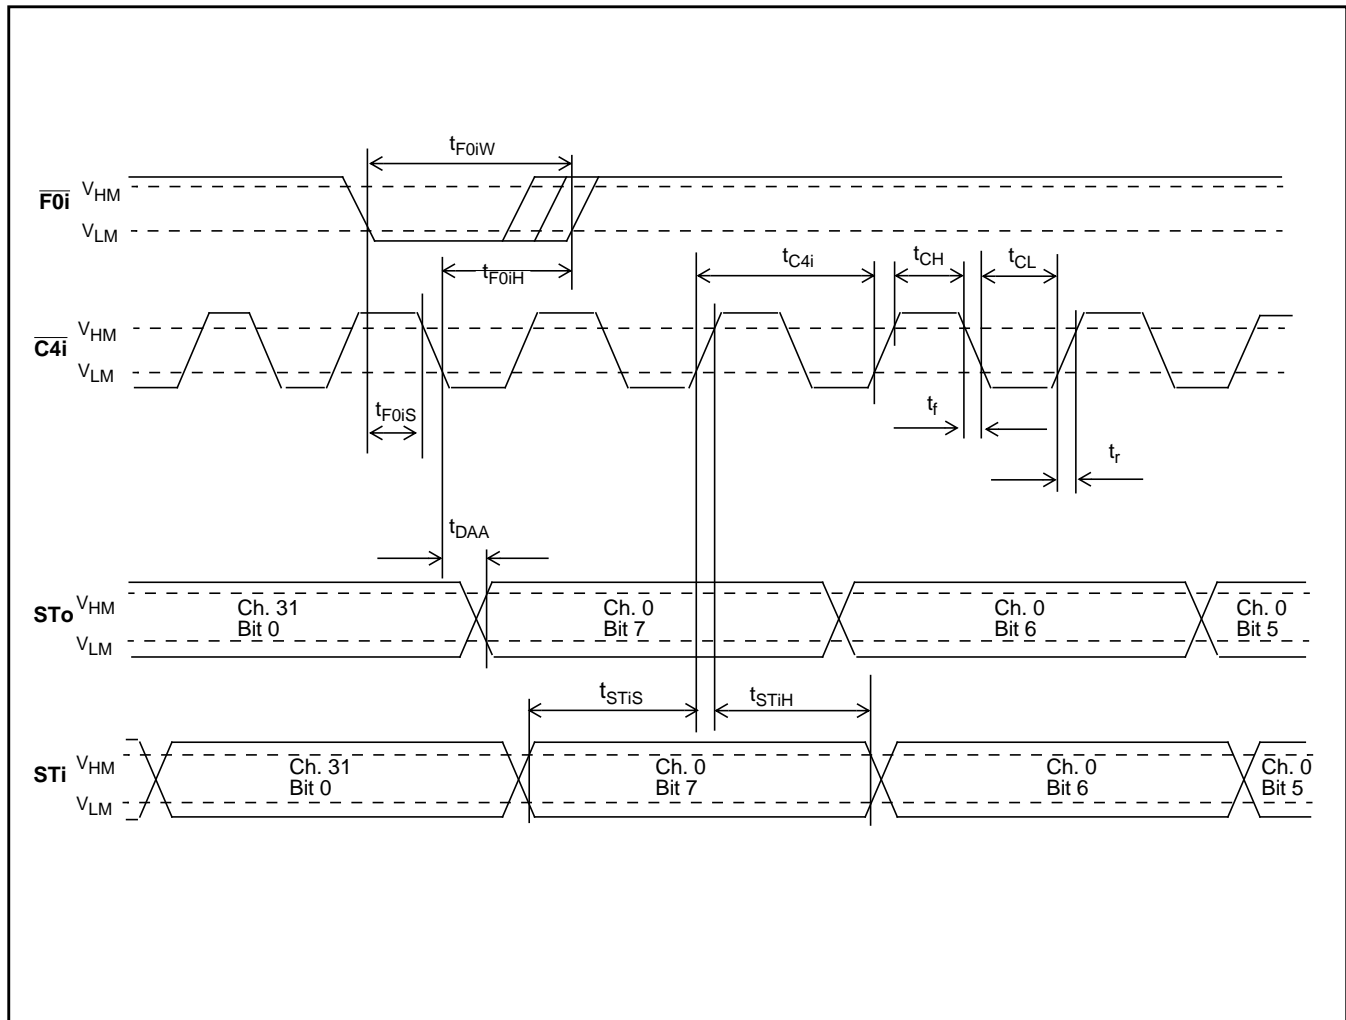 tF0iW
F0i
VHM
VLM
tF0iH
tC4i
tCH
tCL
C4i
VHM
VLM
tF0iS
tf
tr
tDAA
STo
VHM
VLM
Ch. 31
Bit 0
Ch. 0
Bit 7
Ch. 0
Bit 6
Ch. 0
Bit 5
tSTiS
tSTiH
STi
VHM
VLM
Ch. 31
Bit 0
Ch. 0
Bit 7
Ch. 0
Bit 6
Ch. 0
Bit 5